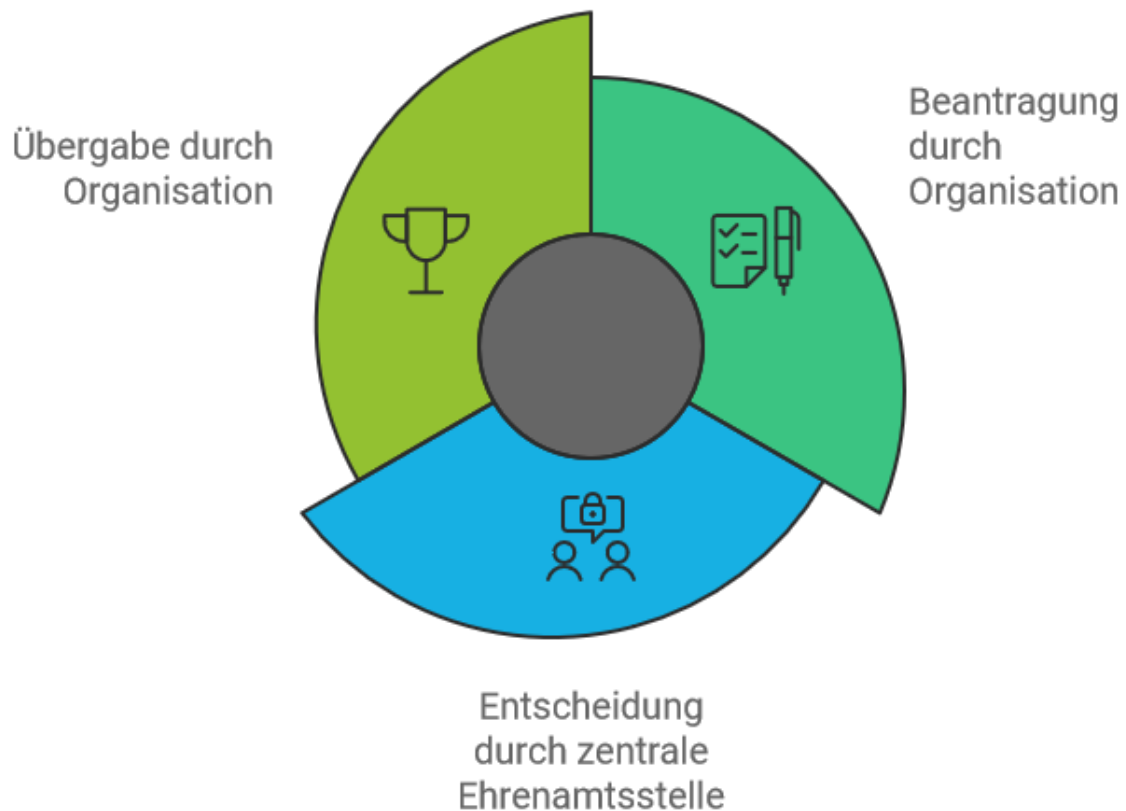 Übergabe durch
Organisation
Beantragung
durch
Organisation
Entscheidung
durch zentrale
Ehrenamtsstelle